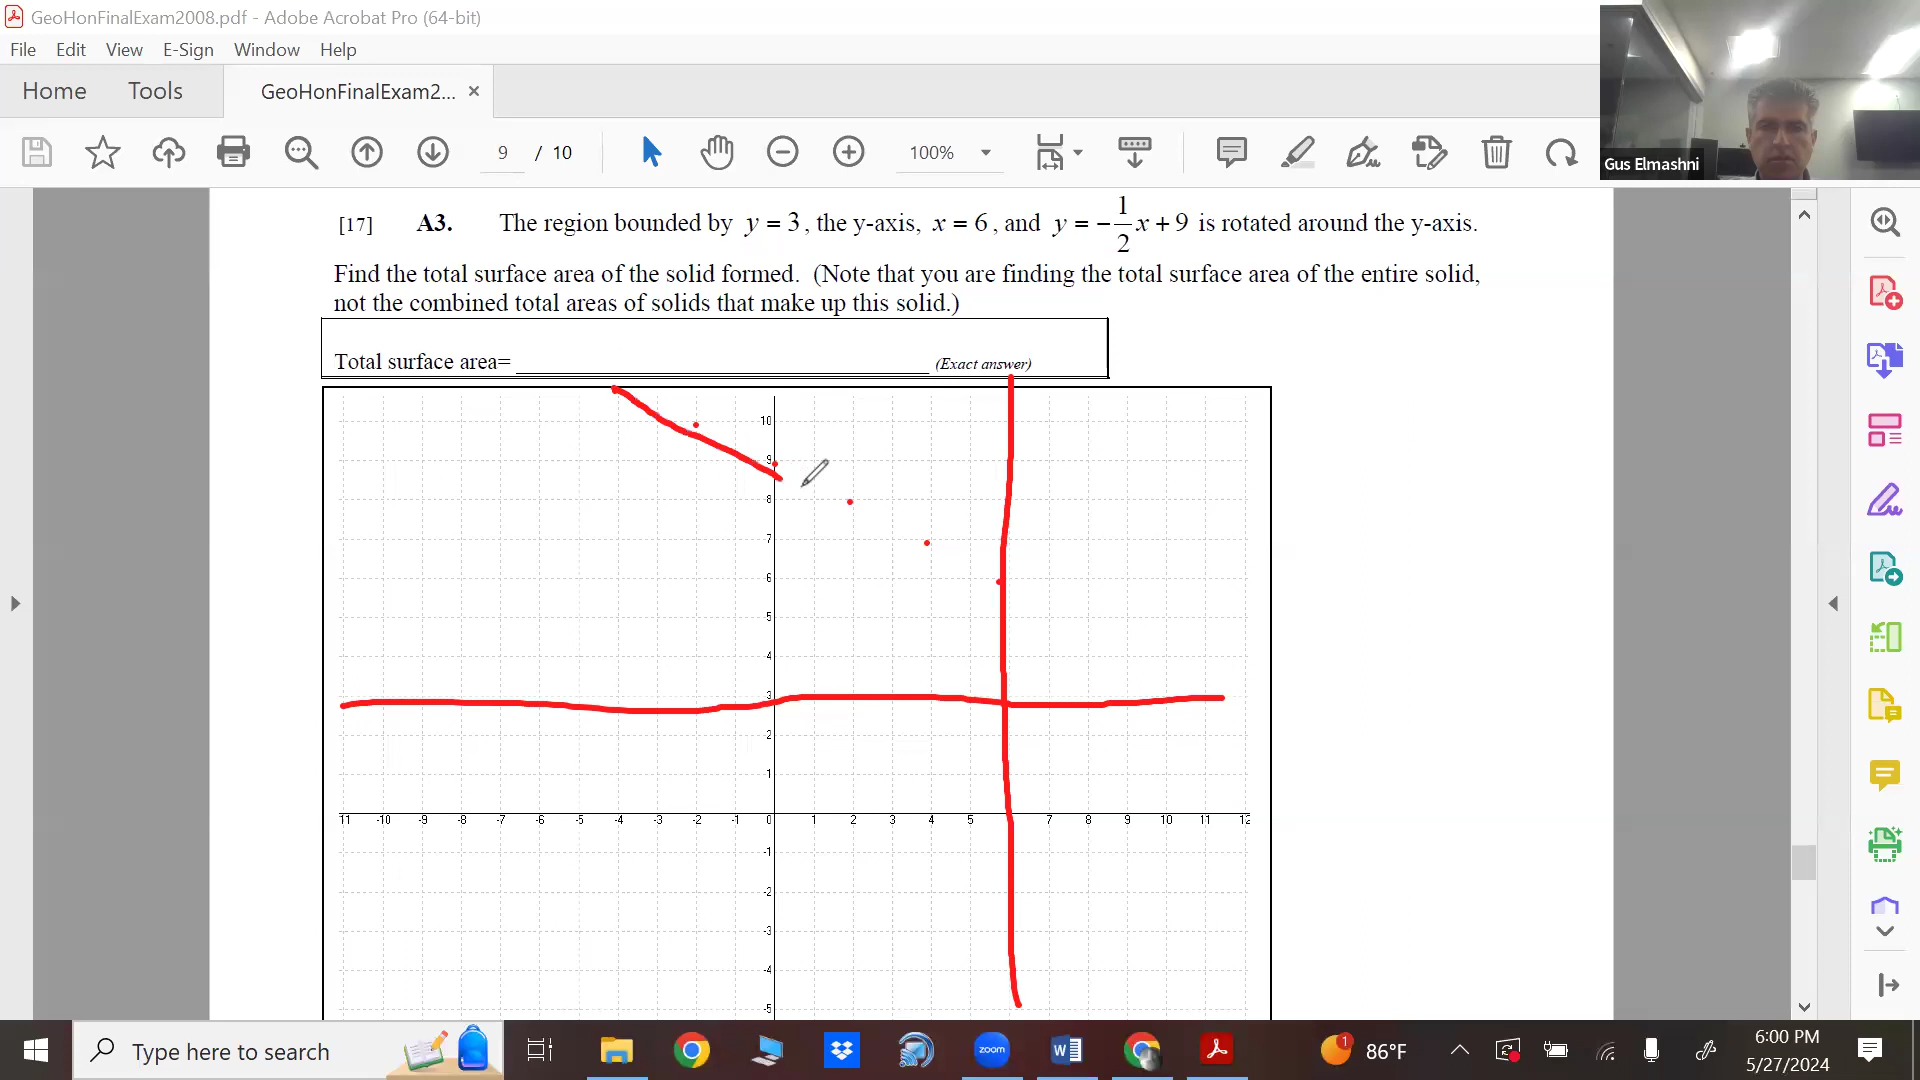 GeoHonFinalExam2008.pdf - Adobe Acrobat Pro (64-bit)
File Edit View E-Sign Window Help
Home Tools GeoHonFinalExam2... ×
9 / 10 100%
Gus Elmashni
[17] A3. The region bounded by y = 3, the y-axis, x = 6, and y = -1/2 x + 9 is rotated around the y-axis.
Find the total surface area of the solid formed. (Note that you are finding the total surface area of the entire solid,
not the combined total areas of solids that make up this solid.)
Total surface area= ____________________ (Exact answer)
10
9
8
7
6
5
4
3
2
1
11 -10 -9 -8 -7 -6 -5 -4 -3 -2 -1 0 1 2 3 4 5 7 8 9 10 11 12
-1
-2
-3
-4
-5
Type here to search
zoom
1
86°F
6:00 PM
5/27/2024